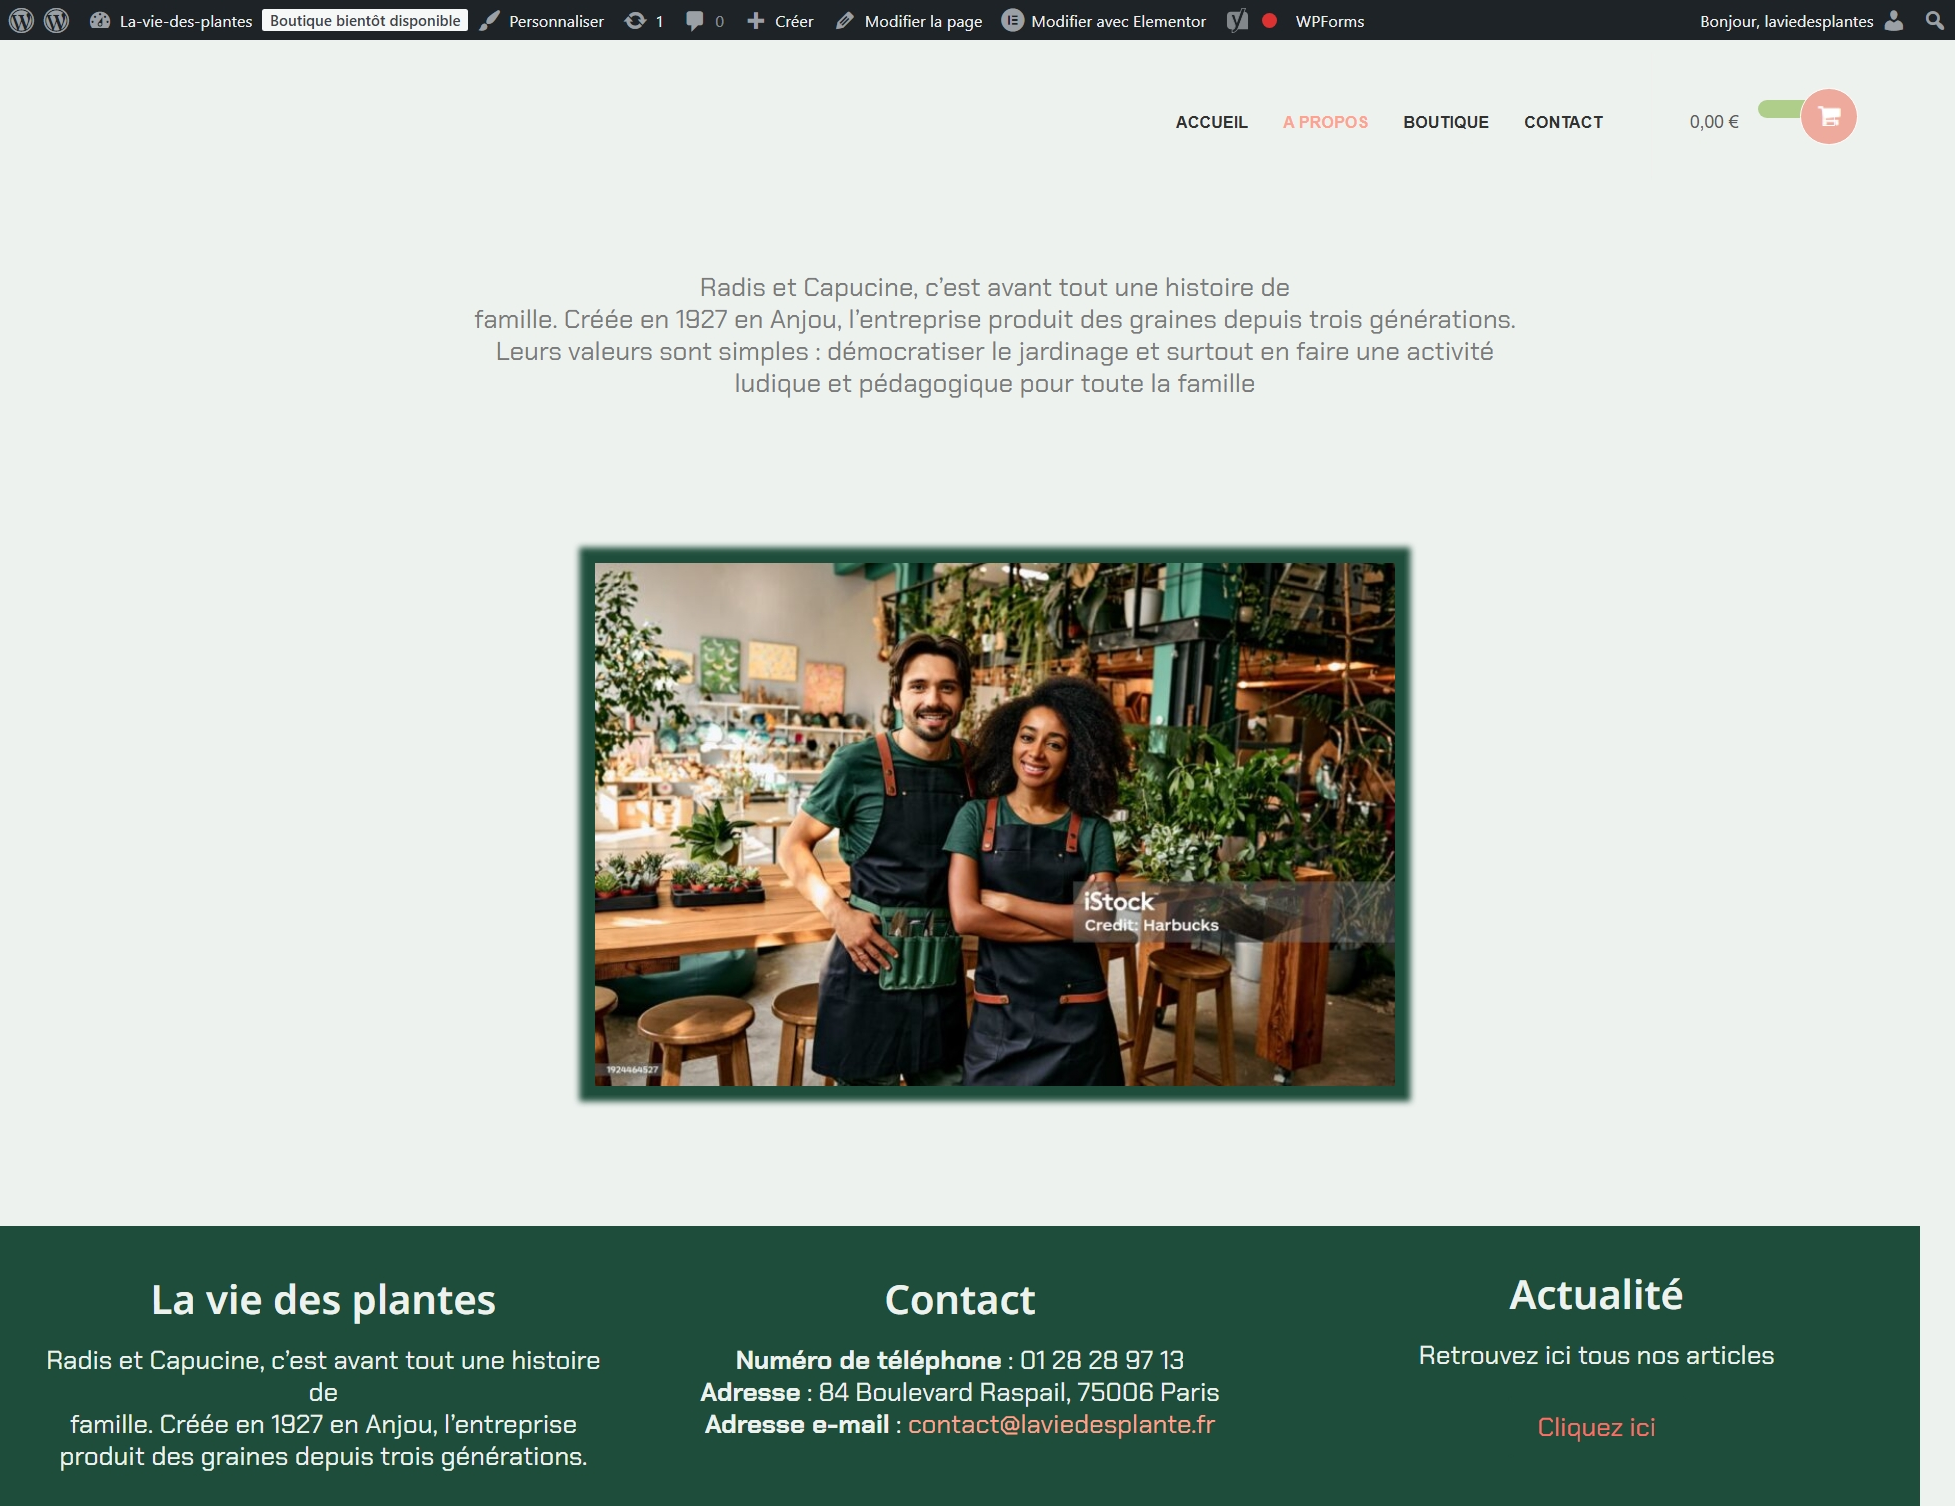 La-vie-des-plantes Boutique bientôt disponible Personnaliser 1 0 Créer Modifier la page Modifier avec Elementor WPForms Bonjour, laviedesplantes
ACCUEIL A PROPOS BOUTIQUE CONTACT 0,00 €
Radis et Capucine, c’est avant tout une histoire de
famille. Créée en 1927 en Anjou, l’entreprise produit des graines depuis trois générations.
Leurs valeurs sont simples : démocratiser le jardinage et surtout en faire une activité
ludique et pédagogique pour toute la famille
iStock
Credit: Harbucks
1924464527
La vie des plantes
Radis et Capucine, c’est avant tout une histoire
de
famille. Créée en 1927 en Anjou, l’entreprise
produit des graines depuis trois générations.
Contact
Numéro de téléphone : 01 28 28 97 13
Adresse : 84 Boulevard Raspail, 75006 Paris
Adresse e-mail : contact@laviedesplante.fr
Actualité
Retrouvez ici tous nos articles
Cliquez ici